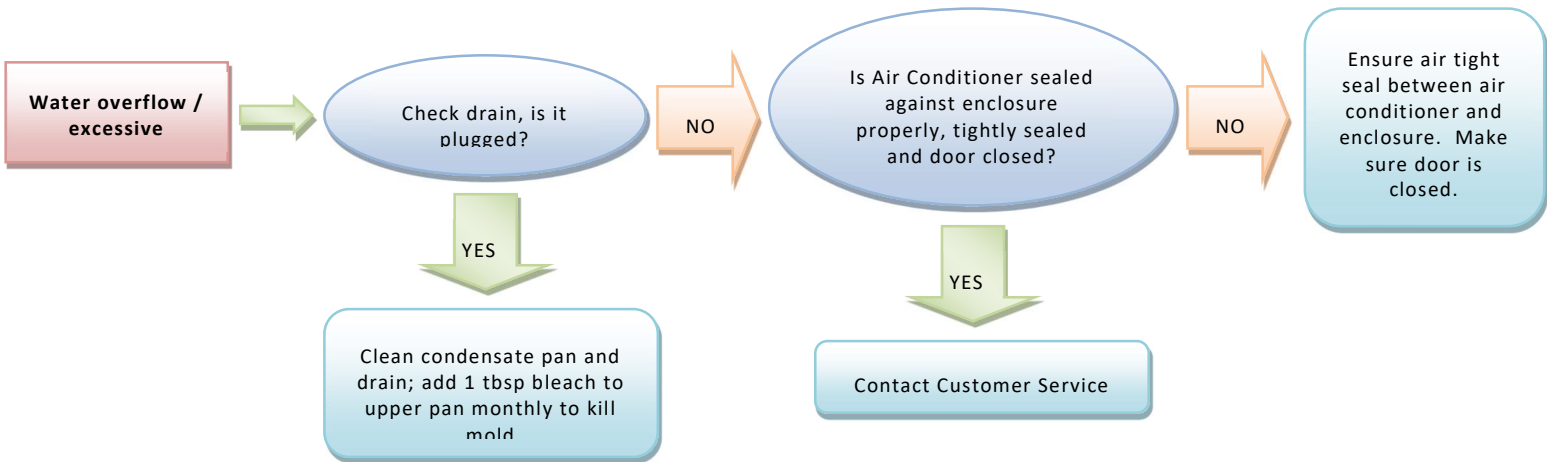 Water overflow /
excessive
Check drain, is it
plugged?
NO
Is Air Conditioner sealed
against enclosure
properly, tightly sealed
and door closed?
NO
Ensure air tight
seal between air
conditioner and
enclosure. Make
sure door is
closed.
YES
Clean condensate pan and
drain; add 1 tbsp bleach to
upper pan monthly to kill
mold
YES
Contact Customer Service